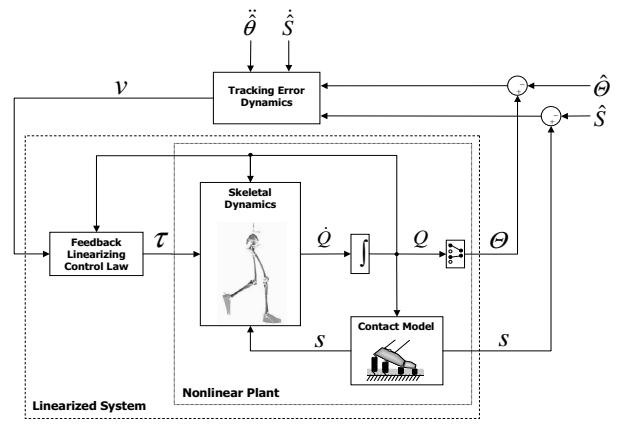 θ̈̂ Ṡ̂
v
Tracking Error
Dynamics
− + Θ̂
− + Ŝ
Skeletal
Dynamics
Feedback
Linearizing
Control Law
τ
Q̇ ∫ Q Θ
Contact Model
s s
Nonlinear Plant
Linearized System